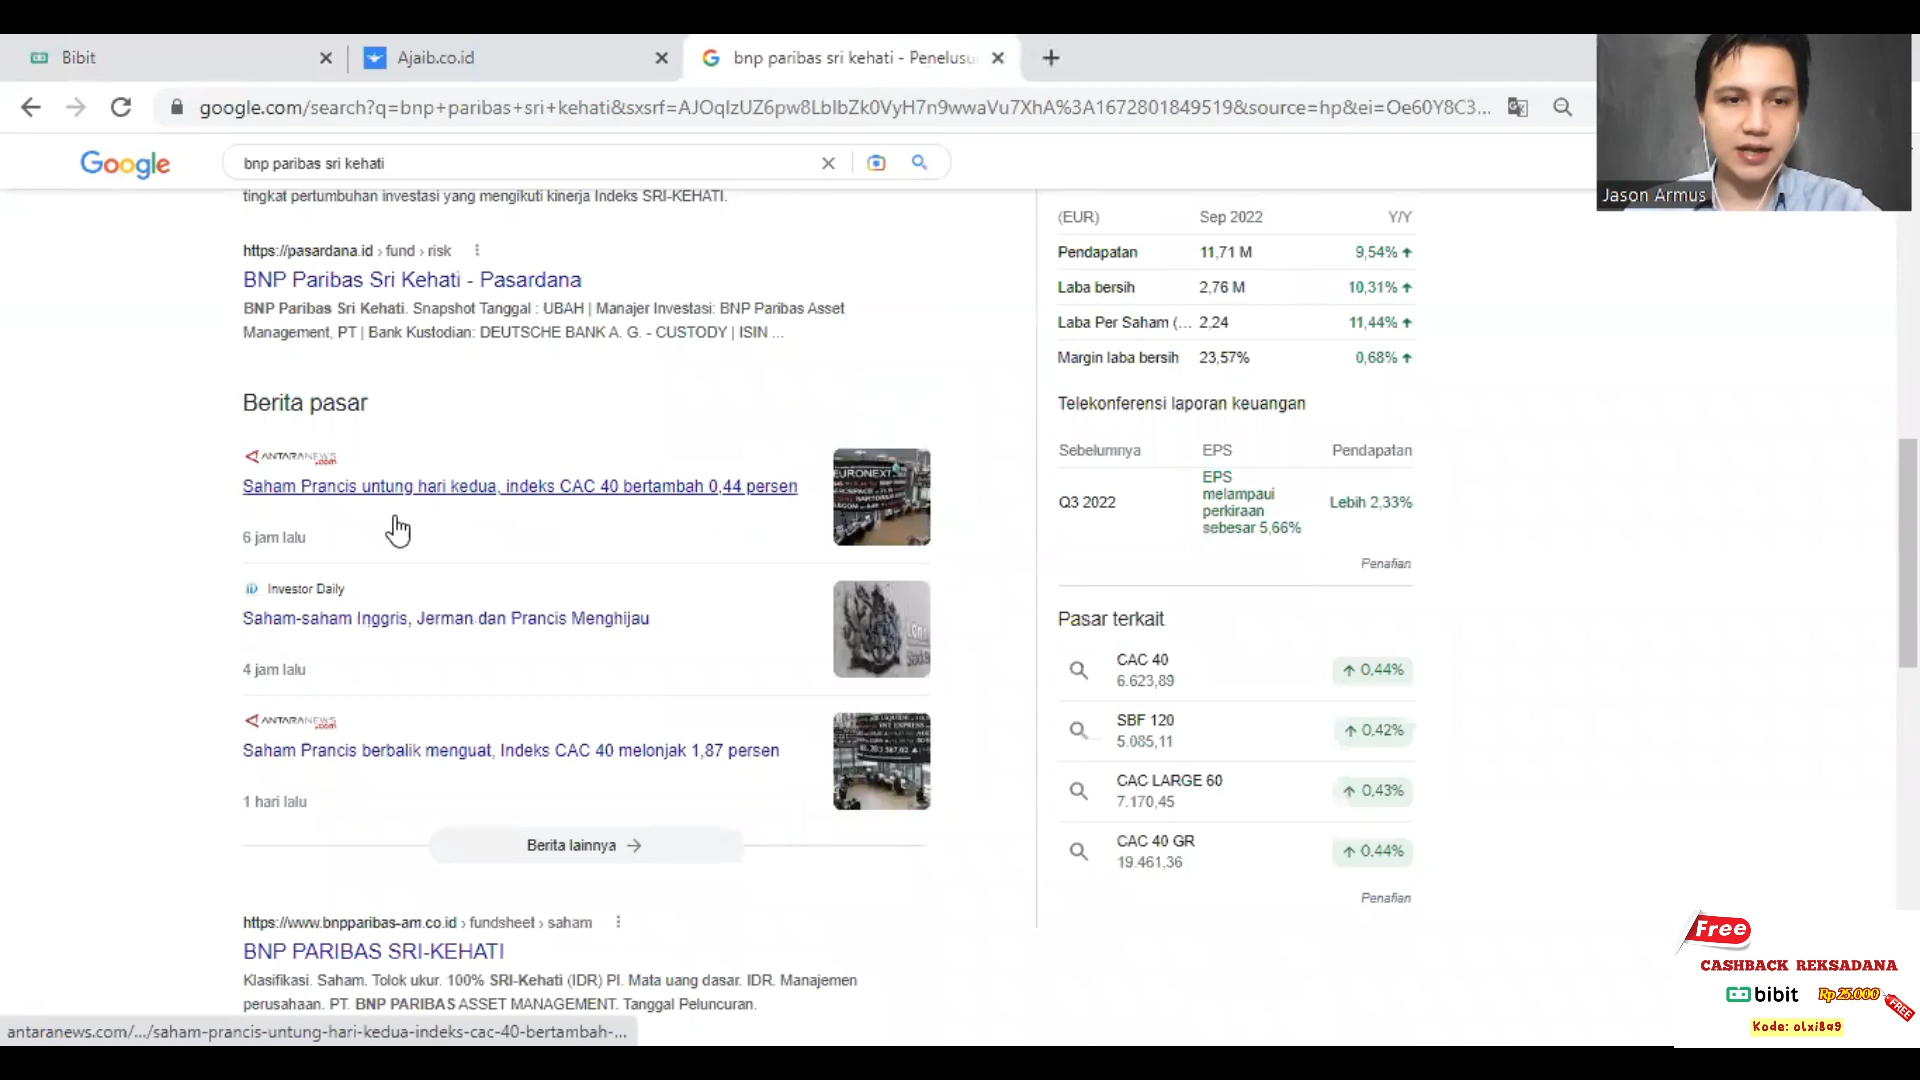 Bibit
Ajaib.co.id
bnp paribas sri kehati - Penelusu
google.com/search?q=bnp+paribas+sri+kehati&sxsrf=AJOqlzUZ6pw8LbIbZk0VyH7n9wwaVu7XhA%3A1672801849519&source=hp&ei=Oe60Y8C3...
Jason Armus
Google
bnp paribas sri kehati
tingkat pertumbuhan investasi yang mengikuti kinerja Indeks SRI-KEHATI.
https://pasardana.id › fund › risk
BNP Paribas Sri Kehati - Pasardana
BNP Paribas Sri Kehati. Snapshot Tanggal : UBAH | Manajer Investasi: BNP Paribas Asset
Management, PT | Bank Kustodian: DEUTSCHE BANK A. G. - CUSTODY | ISIN ...
Berita pasar
ANTARANEWS.com
Saham Prancis untung hari kedua, indeks CAC 40 bertambah 0,44 persen
6 jam lalu
EURONEXT
Investor Daily
Saham-saham Inggris, Jerman dan Prancis Menghijau
4 jam lalu
ANTARANEWS.com
Saham Prancis berbalik menguat, Indeks CAC 40 melonjak 1,87 persen
1 hari lalu
Berita lainnya →
https://www.bnpparibas-am.co.id › fundsheet › saham
BNP PARIBAS SRI-KEHATI
Klasifikasi. Saham. Tolok ukur. 100% SRI-Kehati (IDR) PI. Mata uang dasar. IDR. Manajemen
perusahaan. PT. BNP PARIBAS ASSET MANAGEMENT. Tanggal Peluncuran.
antaranews.com/.../saham-prancis-untung-hari-kedua-indeks-cac-40-bertambah-...
(EUR) Sep 2022 Y/Y
Pendapatan 11,71 M 9,54% ↑
Laba bersih 2,76 M 10,31% ↑
Laba Per Saham (... 2,24 11,44% ↑
Margin laba bersih 23,57% 0,68% ↑
Telekonferensi laporan keuangan
Sebelumnya EPS Pendapatan
Q3 2022 EPS melampaui perkiraan sebesar 5,66% Lebih 2,33%
Penafian
Pasar terkait
CAC 40
6.623,89
↑ 0,44%
SBF 120
5.085,11
↑ 0,42%
CAC LARGE 60
7.170,45
↑ 0,43%
CAC 40 GR
19.461,36
↑ 0,44%
Penafian
Free
CASHBACK REKSADANA
bibit Rp 25.000 FREE
Kode: olxi8a9